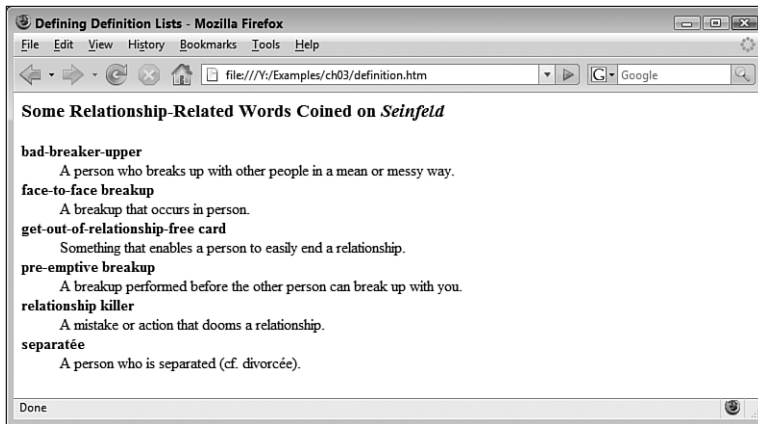 Defining Definition Lists - Mozilla Firefox
File Edit View History Bookmarks Tools Help
file:///Y:/Examples/ch03/definition.htm G Google
Some Relationship-Related Words Coined on Seinfeld
bad-breaker-upper
A person who breaks up with other people in a mean or messy way.
face-to-face breakup
A breakup that occurs in person.
get-out-of-relationship-free card
Something that enables a person to easily end a relationship.
pre-emptive breakup
A breakup performed before the other person can break up with you.
relationship killer
A mistake or action that dooms a relationship.
separatée
A person who is separated (cf. divorcée).
Done